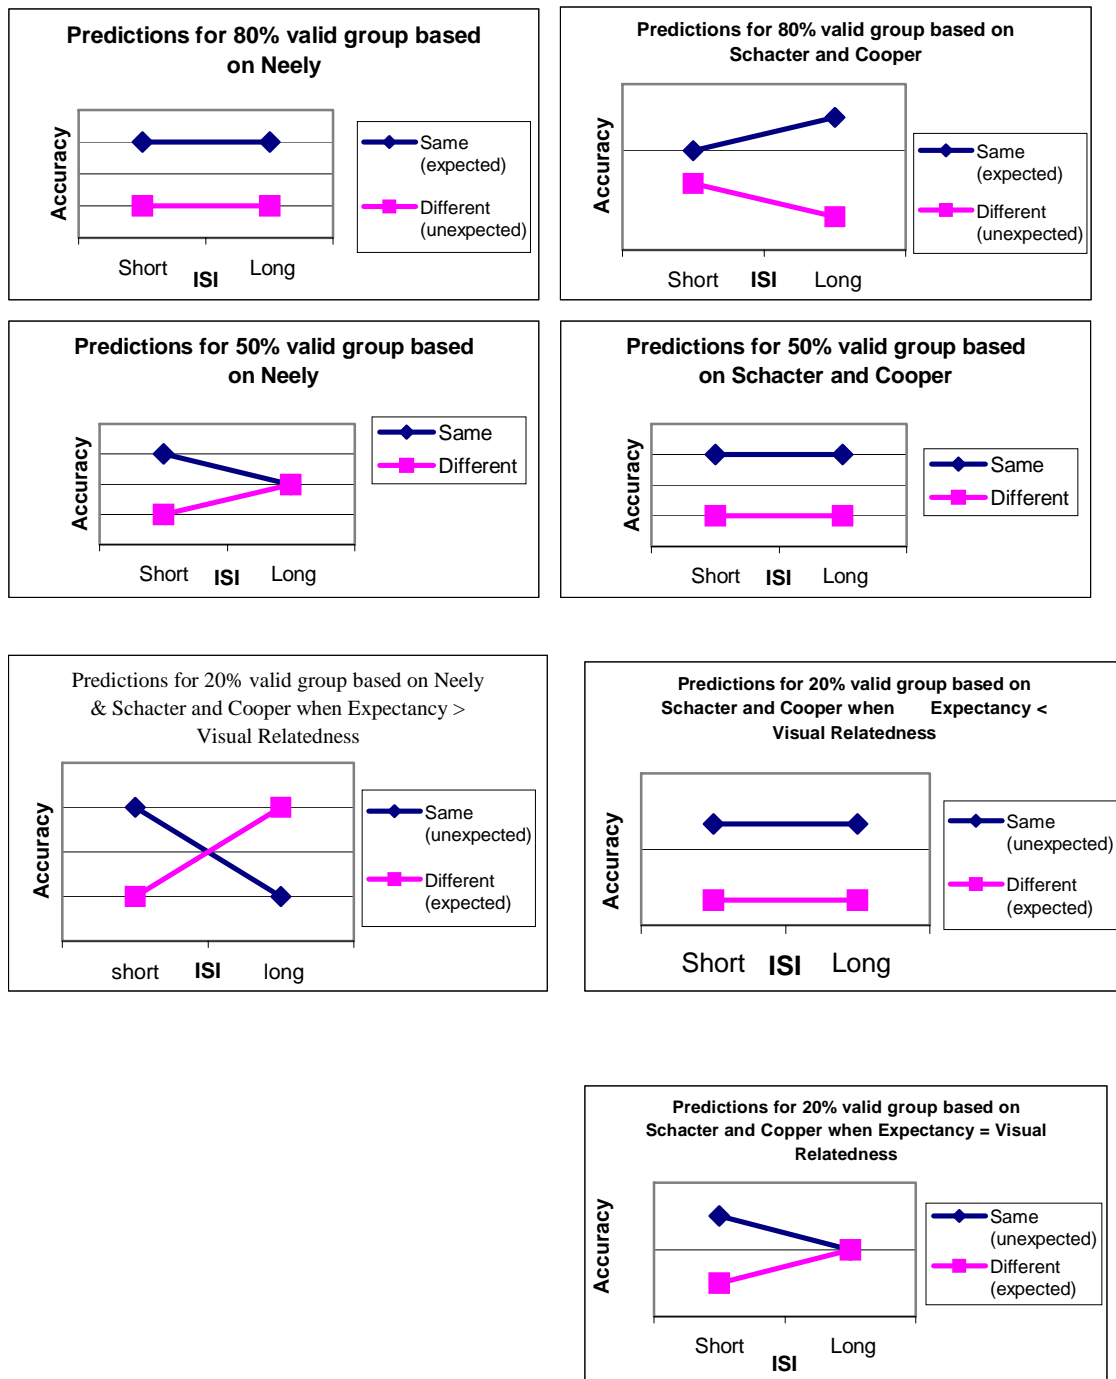 Predictions for 80% valid group based
on Neely
Accuracy
Same
(expected)
Different
(unexpected)
Short
ISI
Long
Predictions for 80% valid group based on
Schacter and Cooper
Accuracy
Same
(expected)
Different
(unexpected)
Short
ISI
Long
Predictions for 50% valid group based
on Neely
Accuracy
Same
Different
Short
ISI
Long
Predictions for 50% valid group based
on Schacter and Cooper
Accuracy
Same
Different
Short
ISI
Long
Predictions for 20% valid group based on Neely
& Schacter and Cooper when Expectancy >
Visual Relatedness
Accuracy
Same
(unexpected)
Different
(expected)
short
ISI
long
Predictions for 20% valid group based on
Schacter and Cooper when Expectancy <
Visual Relatedness
Accuracy
Same
(unexpected)
Different
(expected)
Short
ISI
Long
Predictions for 20% valid group based on
Schacter and Copper when Expectancy = Visual
Relatedness
Accuracy
Same
(unexpected)
Different
(expected)
Short
Long
ISI